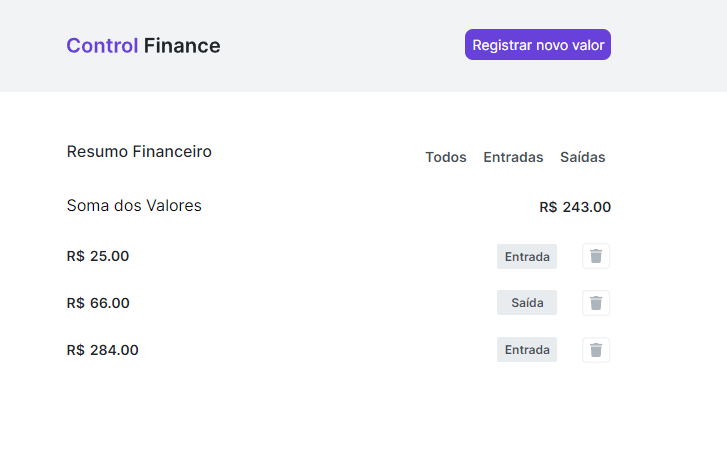 Control Finance Registrar novo valor
Resumo Financeiro Todos Entradas Saídas
Soma dos Valores R$ 243.00
R$ 25.00 Entrada
R$ 66.00 Saída
R$ 284.00 Entrada